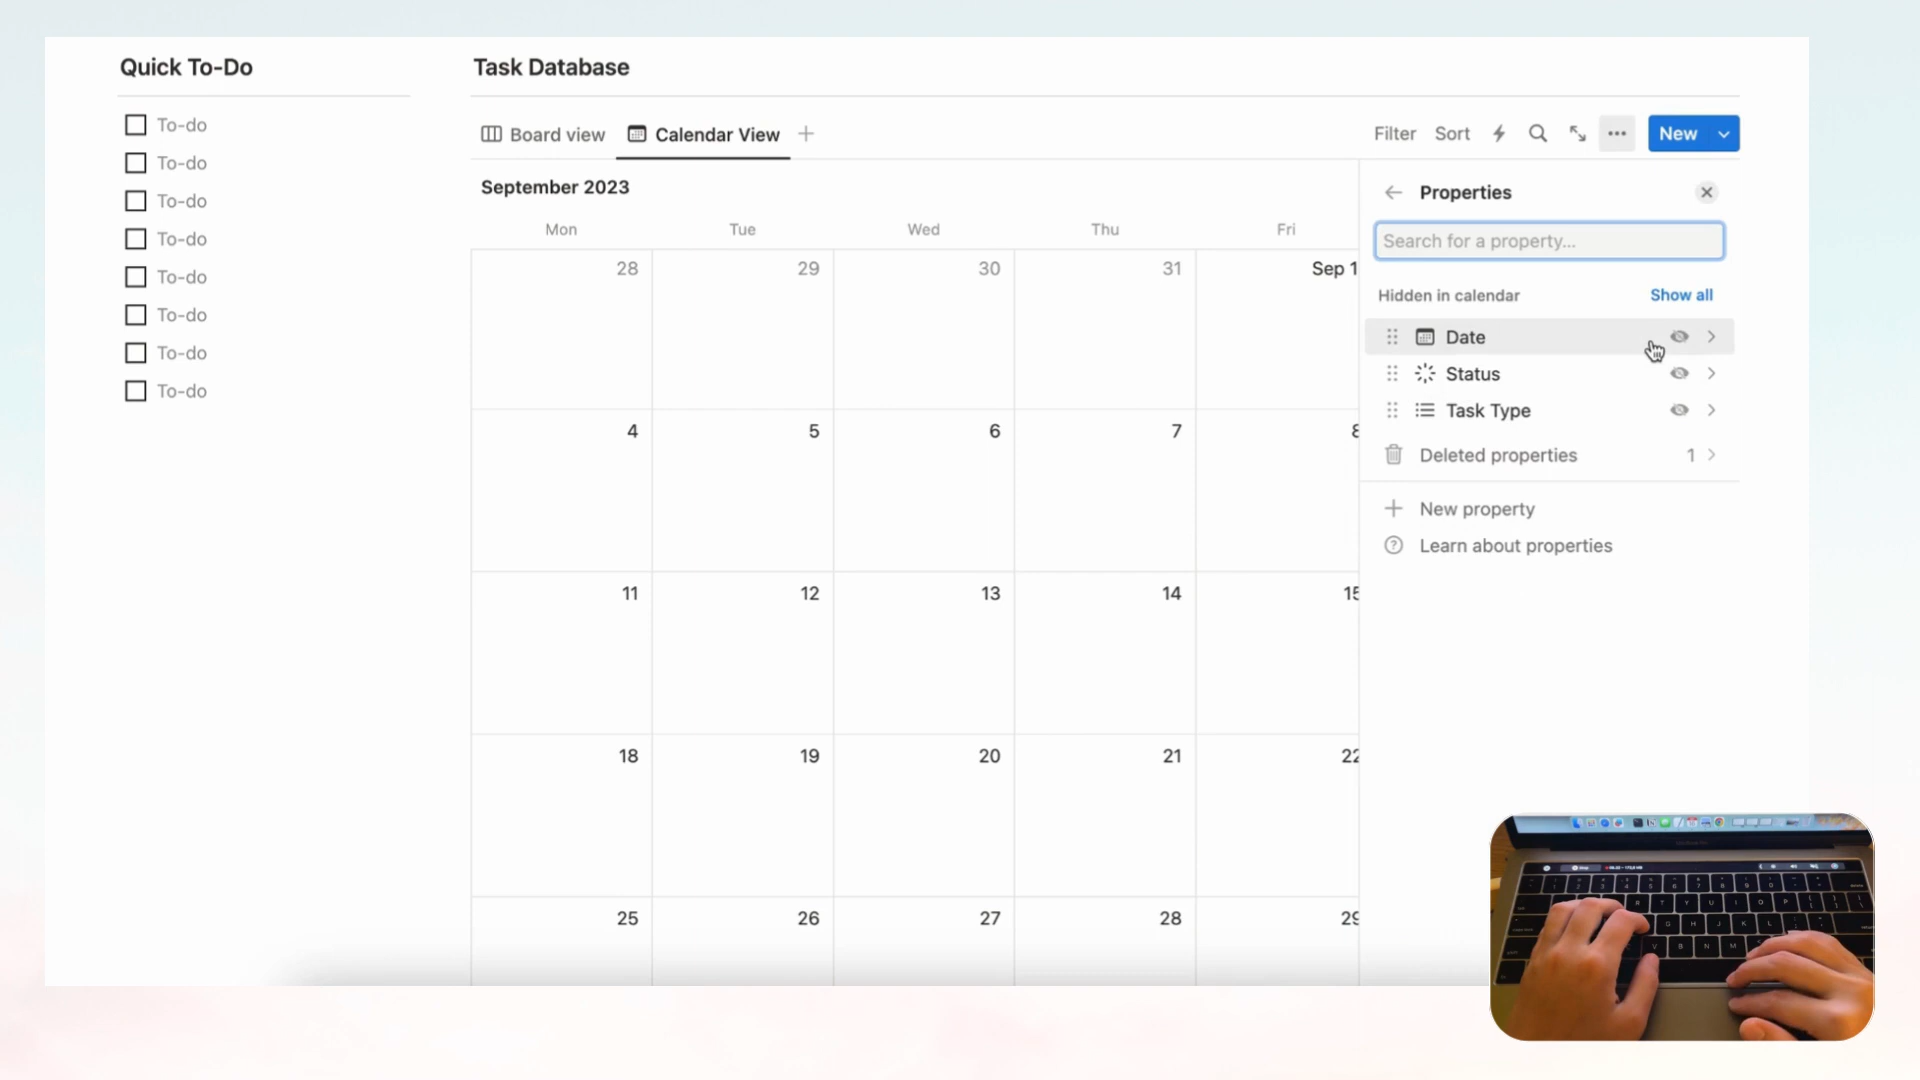 Quick To-Do
To-do
To-do
To-do
To-do
To-do
To-do
To-do
To-do
Task Database
Board view
Calendar View
Filter
Sort
New
September 2023
Mon Tue Wed Thu Fri
28 29 30 31 Sep 1
4 5 6 7 8
11 12 13 14 15
18 19 20 21 22
25 26 27 28 29
Properties
Search for a property...
Hidden in calendar Show all
Date
Status
Task Type
Deleted properties 1
New property
Learn about properties